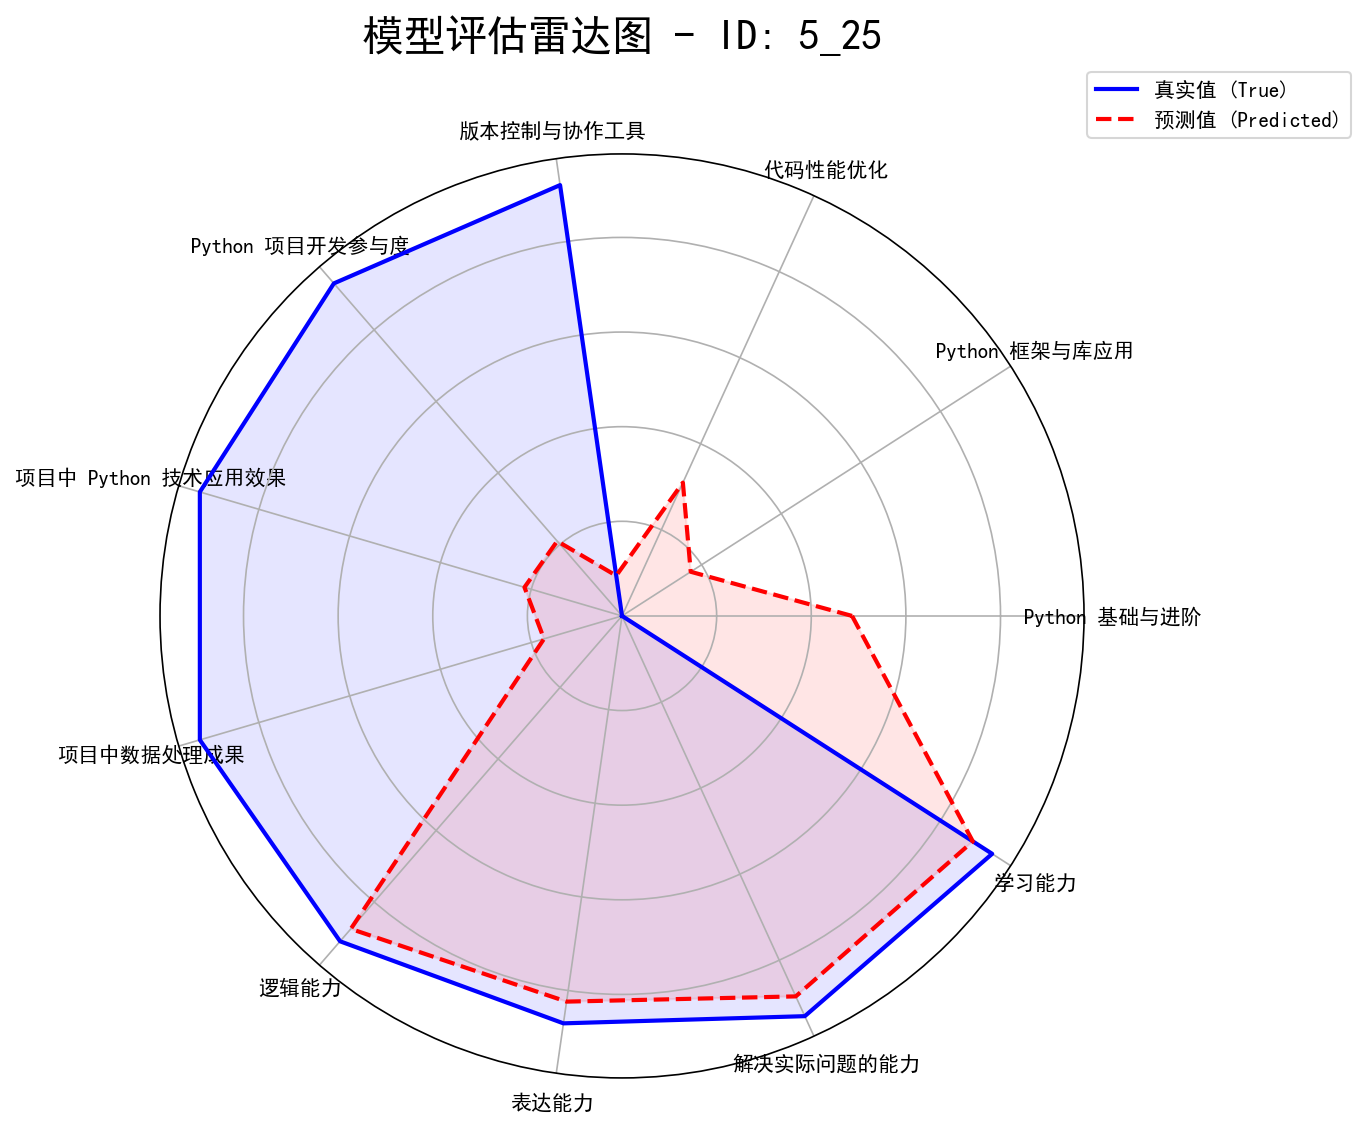 模型评估雷达图 - ID: 5_25
真实值 (True)
预测值 (Predicted)
版本控制与协作工具
代码性能优化
Python 项目开发参与度
Python 框架与库应用
项目中 Python 技术应用效果
Python 基础与进阶
项目中数据处理成果
学习能力
逻辑能力
解决实际问题的能力
表达能力